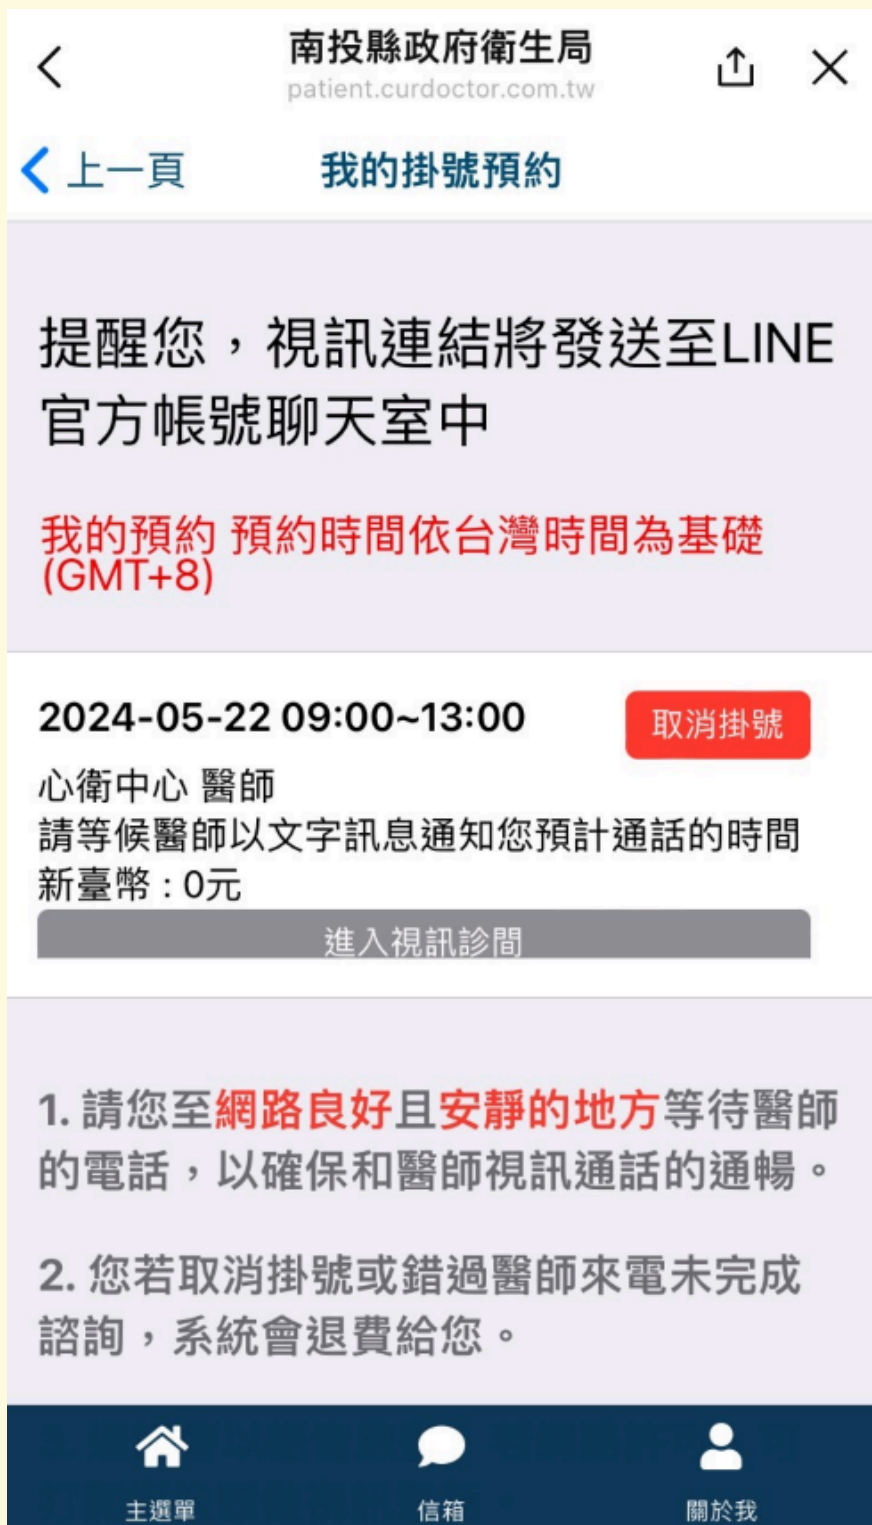 南投縣政府衛生局
patient.curdoctor.com.tw
上一頁
我的掛號預約
提醒您，視訊連結將發送至LINE
官方帳號聊天室中
我的預約 預約時間依台灣時間為基礎
(GMT+8)
2024-05-22 09:00~13:00
取消掛號
心衛中心 醫師
請等候醫師以文字訊息通知您預計通話的時間
新臺幣：0元
進入視訊診間
1. 請您至網路良好且安靜的地方等待醫師
的電話，以確保和醫師視訊通話的通暢。
2. 您若取消掛號或錯過醫師來電未完成
諮詢，系統會退費給您。
主選單
信箱
關於我